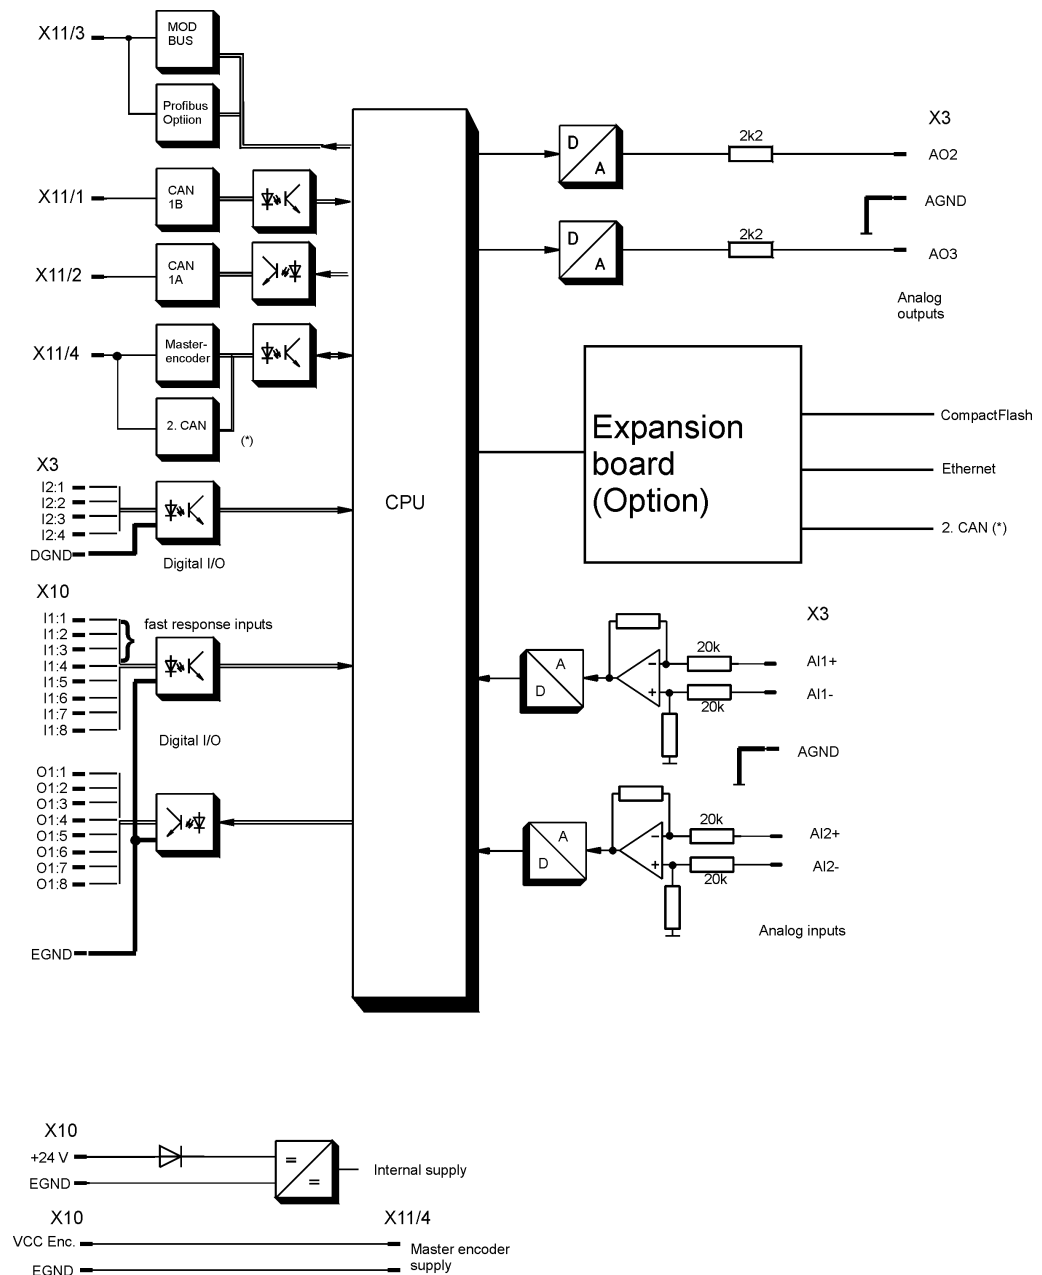 X11/3
MOD
BUS
Profibus
Optiion
X11/1
CAN
1B
X11/2
CAN
1A
X11/4
Master-
encoder
2. CAN
(*)
X3
I2:1
I2:2
I2:3
I2:4
DGND
Digital I/O
X10
I1:1
I1:2
I1:3
I1:4
I1:5
I1:6
I1:7
I1:8
fast response inputs
Digital I/O
O1:1
O1:2
O1:3
O1:4
O1:5
O1:6
O1:7
O1:8
EGND
CPU
D
A
2k2
X3
AO2
AGND
D
A
2k2
AO3
Analog
outputs
Expansion
board
(Option)
CompactFlash
Ethernet
2. CAN (*)
X3
A
D
-
+
20k
20k
AI1+
AI1-
AGND
A
D
-
+
20k
20k
AI2+
AI2-
Analog inputs
X10
+24 V
EGND
=
=
Internal supply
X10
X11/4
VCC Enc.
EGND
Master encoder
supply